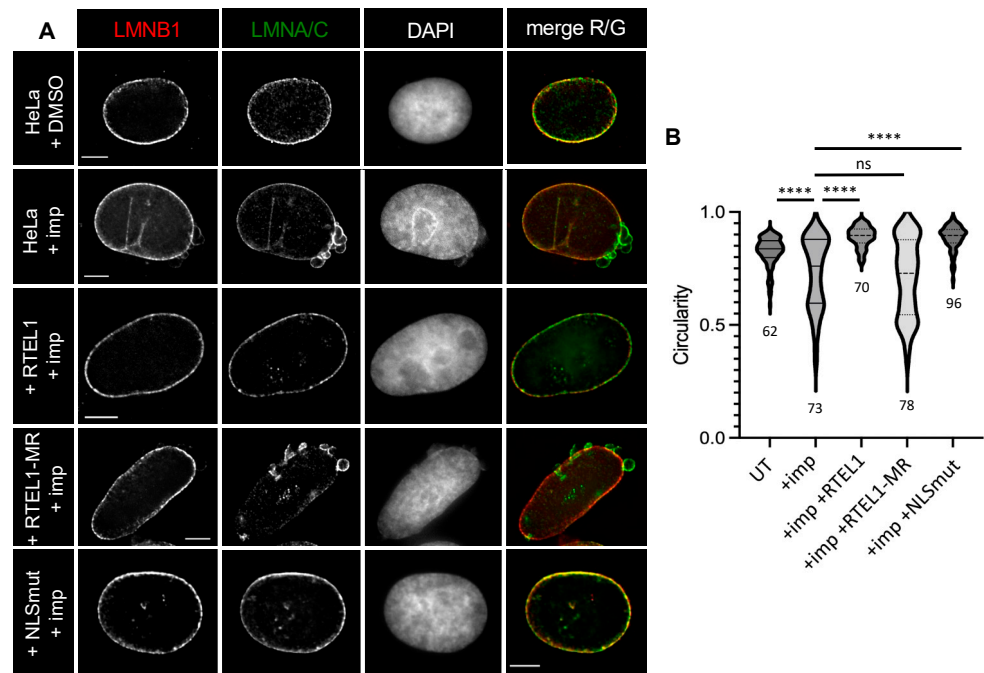 A
LMNB1
LMNA/C
DAPI
merge R/G
HeLa
+ DMSO
HeLa
+ imp
+ RTEL1
+ imp
+ RTEL1-MR
+ imp
+ NLSmut
+ imp
B
****
ns
****
****
1.0
0.5
0.0
Circularity
62
73
70
78
96
UT
+imp
+imp +RTEL1
+imp +RTEL1-MR
+imp +NLSmut